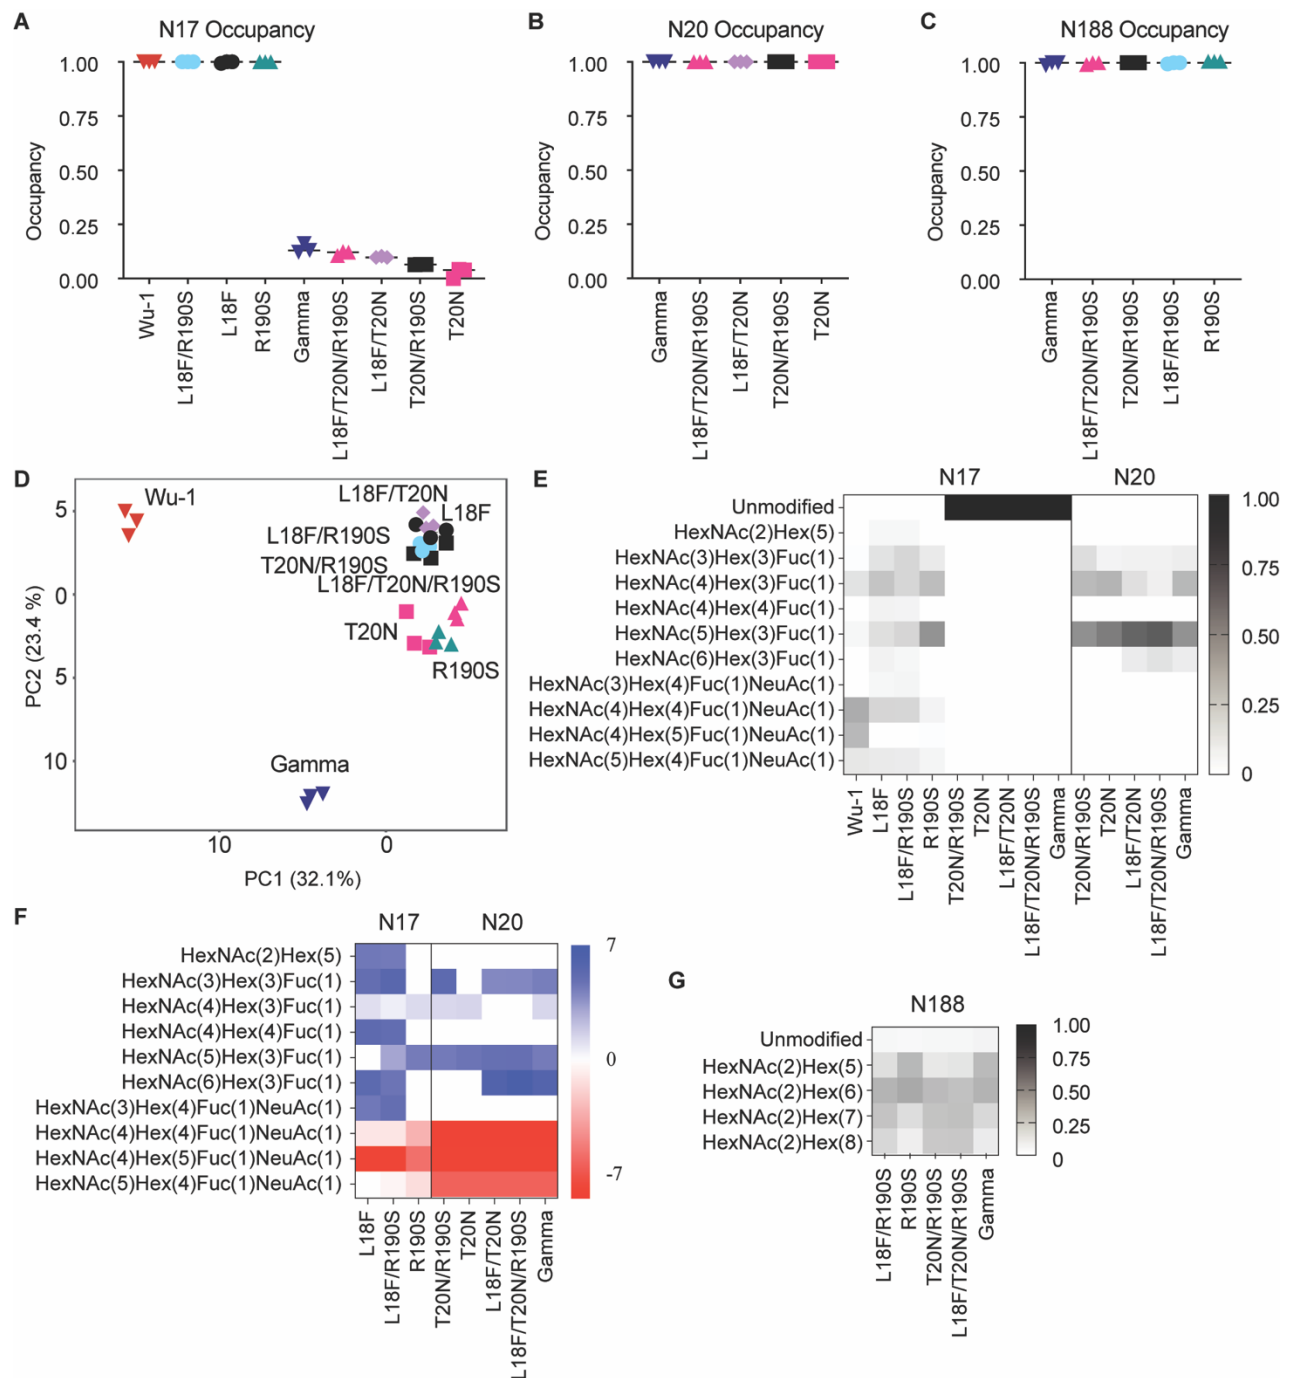 A
N17 Occupancy
1.00
0.75
0.50
0.25
0.00
Occupancy
Wu-1
L18F/R190S
L18F
R190S
Gamma
L18F/T20N/R190S
L18F/T20N
T20N/R190S
T20N
B
N20 Occupancy
1.00
0.75
0.50
0.25
0.00
Occupancy
Gamma
L18F/T20N/R190S
L18F/T20N
T20N/R190S
T20N
C
N188 Occupancy
1.00
0.75
0.50
0.25
0.00
Occupancy
Gamma
L18F/T20N/R190S
T20N/R190S
L18F/R190S
R190S
D
Wu-1
L18F/T20N
L18F
L18F/R190S
T20N/R190S
L18F/T20N/R190S
T20N
R190S
Gamma
5
0
5
10
PC2 (23.4 %)
10
0
PC1 (32.1%)
E
N17
N20
Unmodified
HexNAc(2)Hex(5)
HexNAc(3)Hex(3)Fuc(1)
HexNAc(4)Hex(3)Fuc(1)
HexNAc(4)Hex(4)Fuc(1)
HexNAc(5)Hex(3)Fuc(1)
HexNAc(6)Hex(3)Fuc(1)
HexNAc(3)Hex(4)Fuc(1)NeuAc(1)
HexNAc(4)Hex(4)Fuc(1)NeuAc(1)
HexNAc(4)Hex(5)Fuc(1)NeuAc(1)
HexNAc(5)Hex(4)Fuc(1)NeuAc(1)
Wu-1
L18F
L18F/R190S
R190S
T20N/R190S
T20N
L18F/T20N
L18F/T20N/R190S
Gamma
T20N/R190S
T20N
L18F/T20N
L18F/T20N/R190S
Gamma
1.00
0.75
0.50
0.25
0
F
N17
N20
HexNAc(2)Hex(5)
HexNAc(3)Hex(3)Fuc(1)
HexNAc(4)Hex(3)Fuc(1)
HexNAc(4)Hex(4)Fuc(1)
HexNAc(5)Hex(3)Fuc(1)
HexNAc(6)Hex(3)Fuc(1)
HexNAc(3)Hex(4)Fuc(1)NeuAc(1)
HexNAc(4)Hex(4)Fuc(1)NeuAc(1)
HexNAc(4)Hex(5)Fuc(1)NeuAc(1)
HexNAc(5)Hex(4)Fuc(1)NeuAc(1)
L18F
L18F/R190S
R190S
T20N/R190S
T20N
L18F/T20N
L18F/T20N/R190S
Gamma
7
0
-7
G
N188
Unmodified
HexNAc(2)Hex(5)
HexNAc(2)Hex(6)
HexNAc(2)Hex(7)
HexNAc(2)Hex(8)
L18F/R190S
R190S
T20N/R190S
L18F/T20N/R190S
Gamma
1.00
0.75
0.50
0.25
0